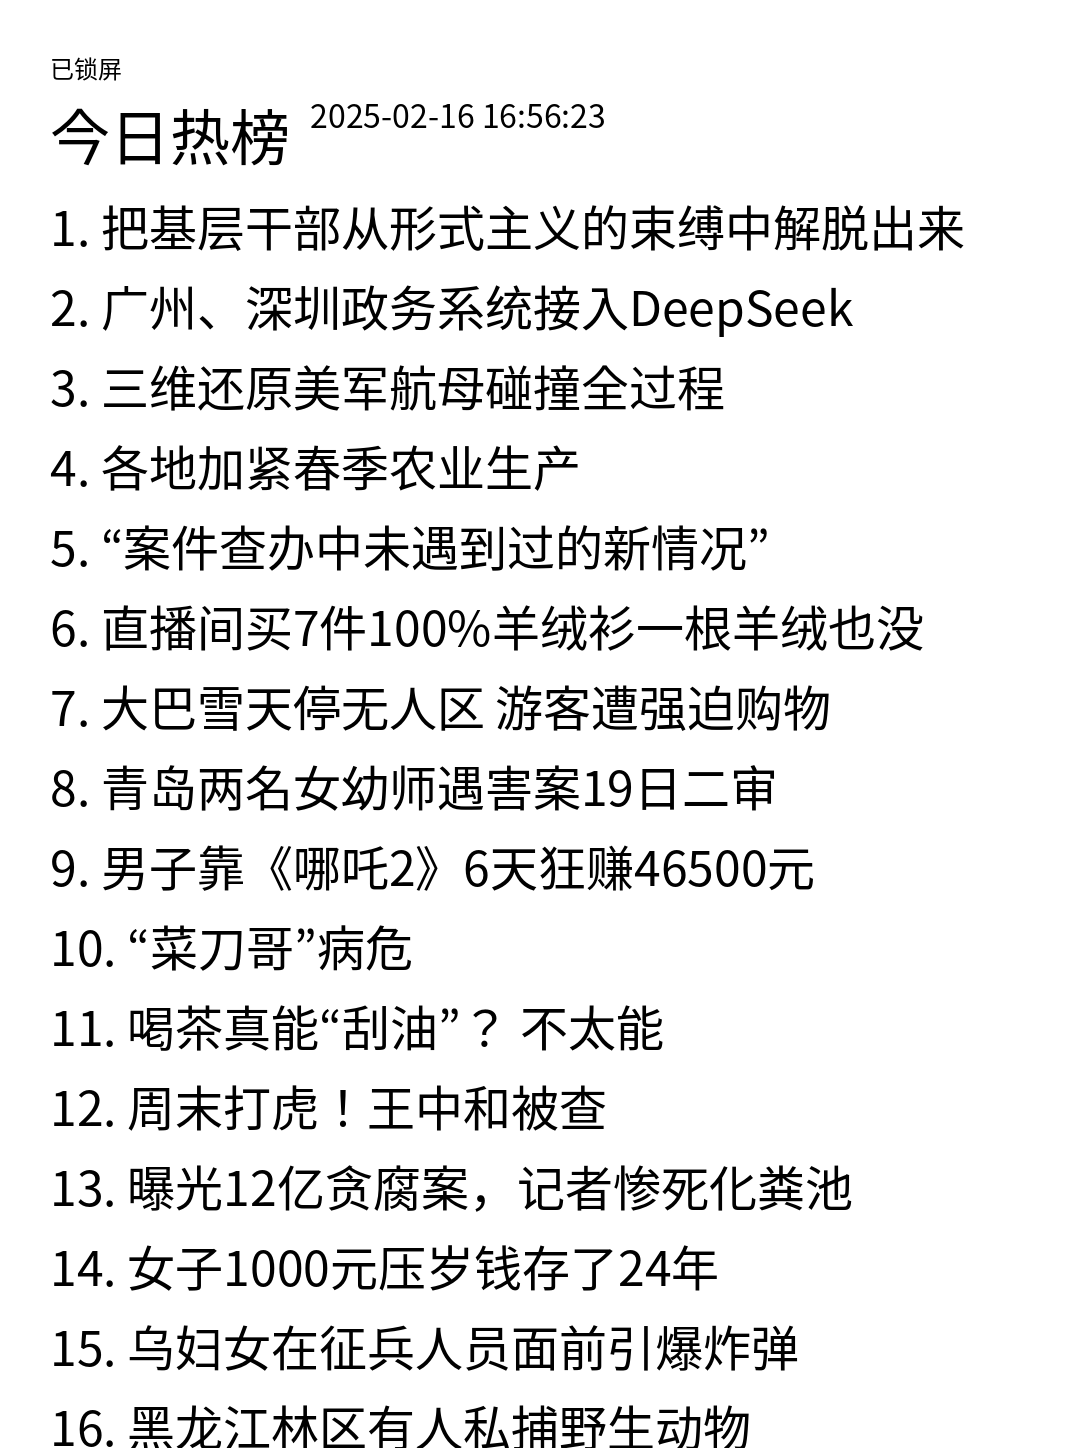 已锁屏
今日热榜 2025-02-16 16:56:23
1. 把基层干部从形式主义的束缚中解脱出来
2. 广州、深圳政务系统接入DeepSeek
3. 三维还原美军航母碰撞全过程
4. 各地加紧春季农业生产
5. “案件查办中未遇到过的新情况”
6. 直播间买7件100%羊绒衫一根羊绒也没
7. 大巴雪天停无人区 游客遭强迫购物
8. 青岛两名女幼师遇害案19日二审
9. 男子靠《哪吒2》6天狂赚46500元
10. “菜刀哥”病危
11. 喝茶真能“刮油”？ 不太能
12. 周末打虎！王中和被查
13. 曝光12亿贪腐案，记者惨死化粪池
14. 女子1000元压岁钱存了24年
15. 乌妇女在征兵人员面前引爆炸弹
16. 黑龙江林区有人私捕野生动物